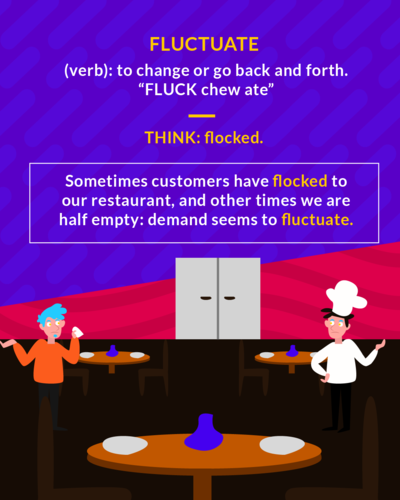 FLUCTUATE
(verb): to change or go back and forth.
“FLUCK chew ate”
THINK: flocked.
Sometimes customers have flocked to
our restaurant, and other times we are
half empty: demand seems to fluctuate.